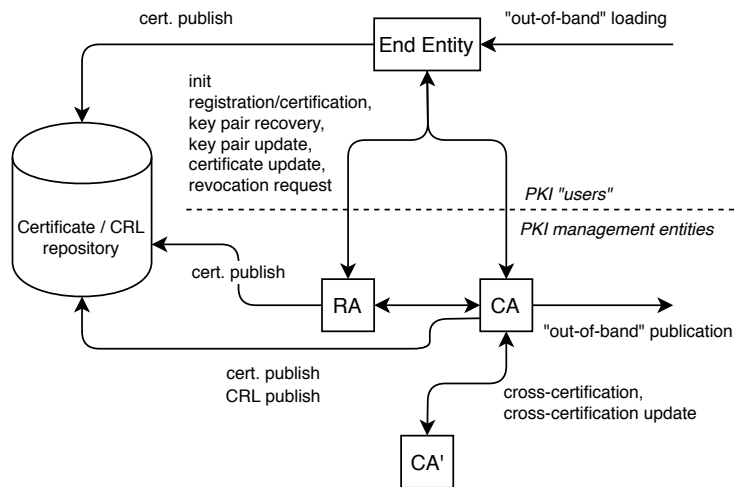 cert. publish
"out-of-band" loading
End Entity
init
registration/certification,
key pair recovery,
key pair update,
certificate update,
revocation request
PKI "users"
Certificate / CRL
repository
PKI management entities
cert. publish
RA
CA
"out-of-band" publication
cert. publish
CRL publish
cross-certification,
cross-certification update
CA'